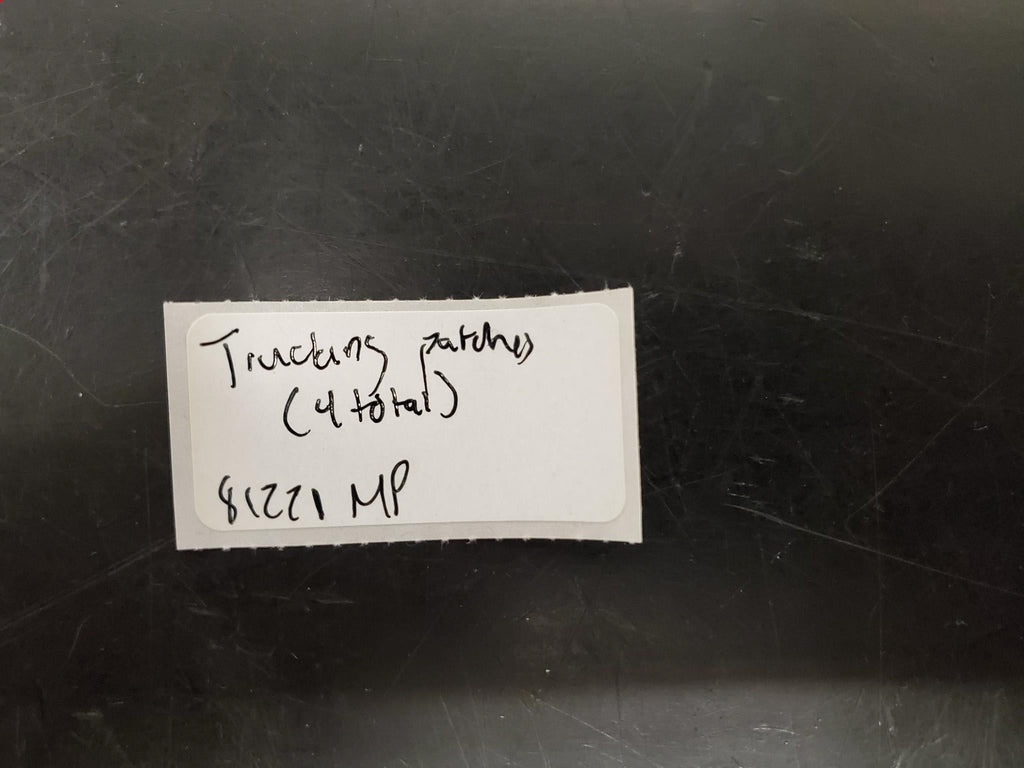 Trucking patches
(4 total)
81221 MP